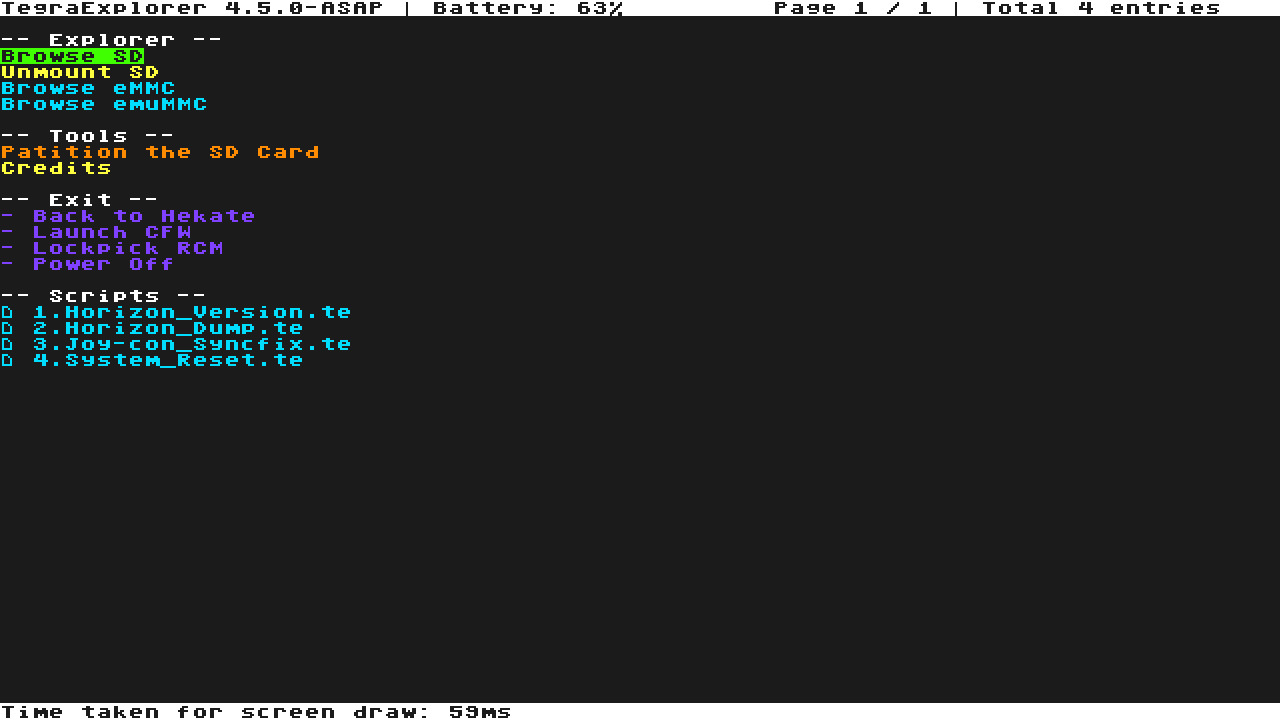 TegraExplorer 4.5.0-ASAP | Battery: 63% Page 1 / 1 | Total 4 entries
-- Explorer --
Browse SD
Unmount SD
Browse eMMC
Browse emuMMC
-- Tools --
Patition the SD Card
Credits
-- Exit --
- Back to Hekate
- Launch CFW
- Lockpick RCM
- Power Off
-- Scripts --
D 1.Horizon_Version.te
D 2.Horizon_Dump.te
D 3.Joy-con_Syncfix.te
D 4.System_Reset.te
Time taken for screen draw: 59ms